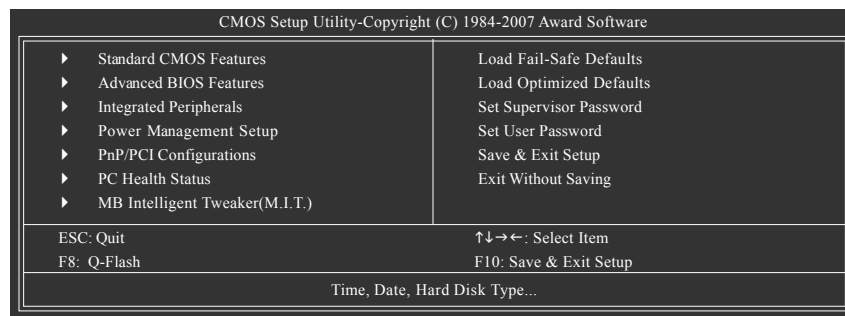 CMOS Setup Utility-Copyright (C) 1984-2007 Award Software
Standard CMOS Features
Advanced BIOS Features
Integrated Peripherals
Power Management Setup
PnP/PCI Configurations
PC Health Status
MB Intelligent Tweaker(M.I.T.)
Load Fail-Safe Defaults
Load Optimized Defaults
Set Supervisor Password
Set User Password
Save & Exit Setup
Exit Without Saving
ESC: Quit
↑↓→←: Select Item
F8: Q-Flash
F10: Save & Exit Setup
Time, Date, Hard Disk Type...